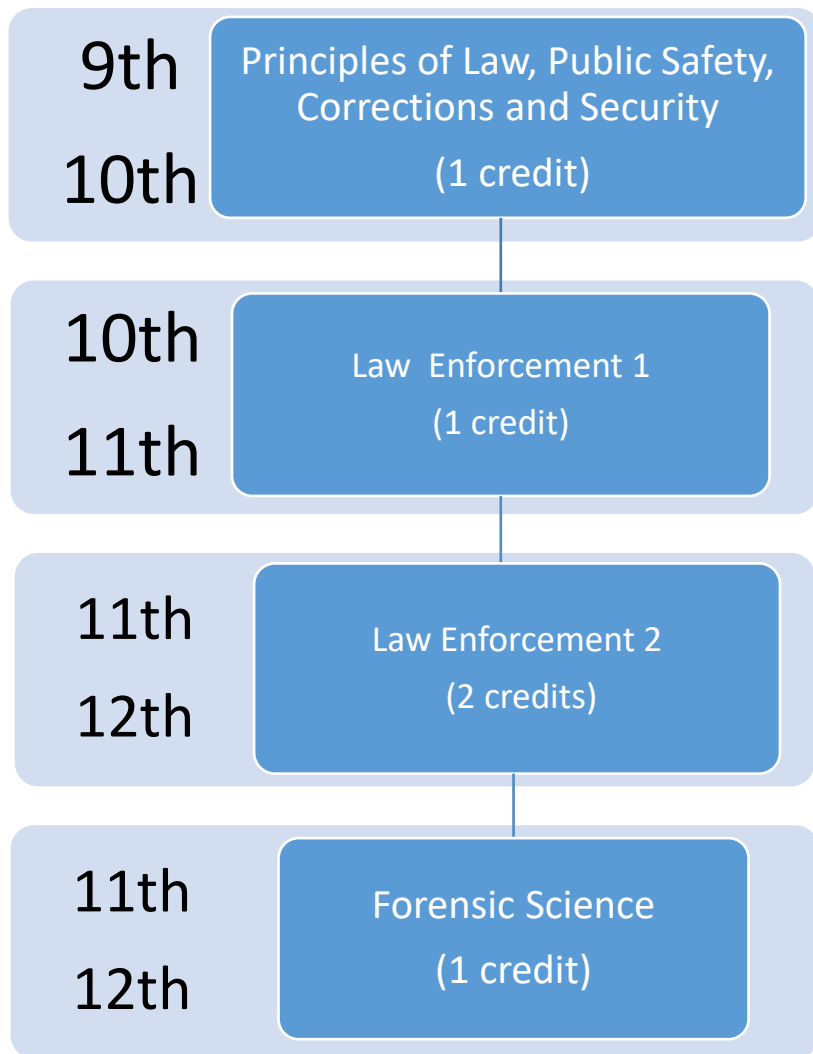 9th
10th
Principles of Law, Public Safety,
Corrections and Security
(1 credit)
10th
11th
Law  Enforcement 1
(1 credit)
11th
12th
Law Enforcement 2
(2 credits)
11th
12th
Forensic Science
(1 credit)